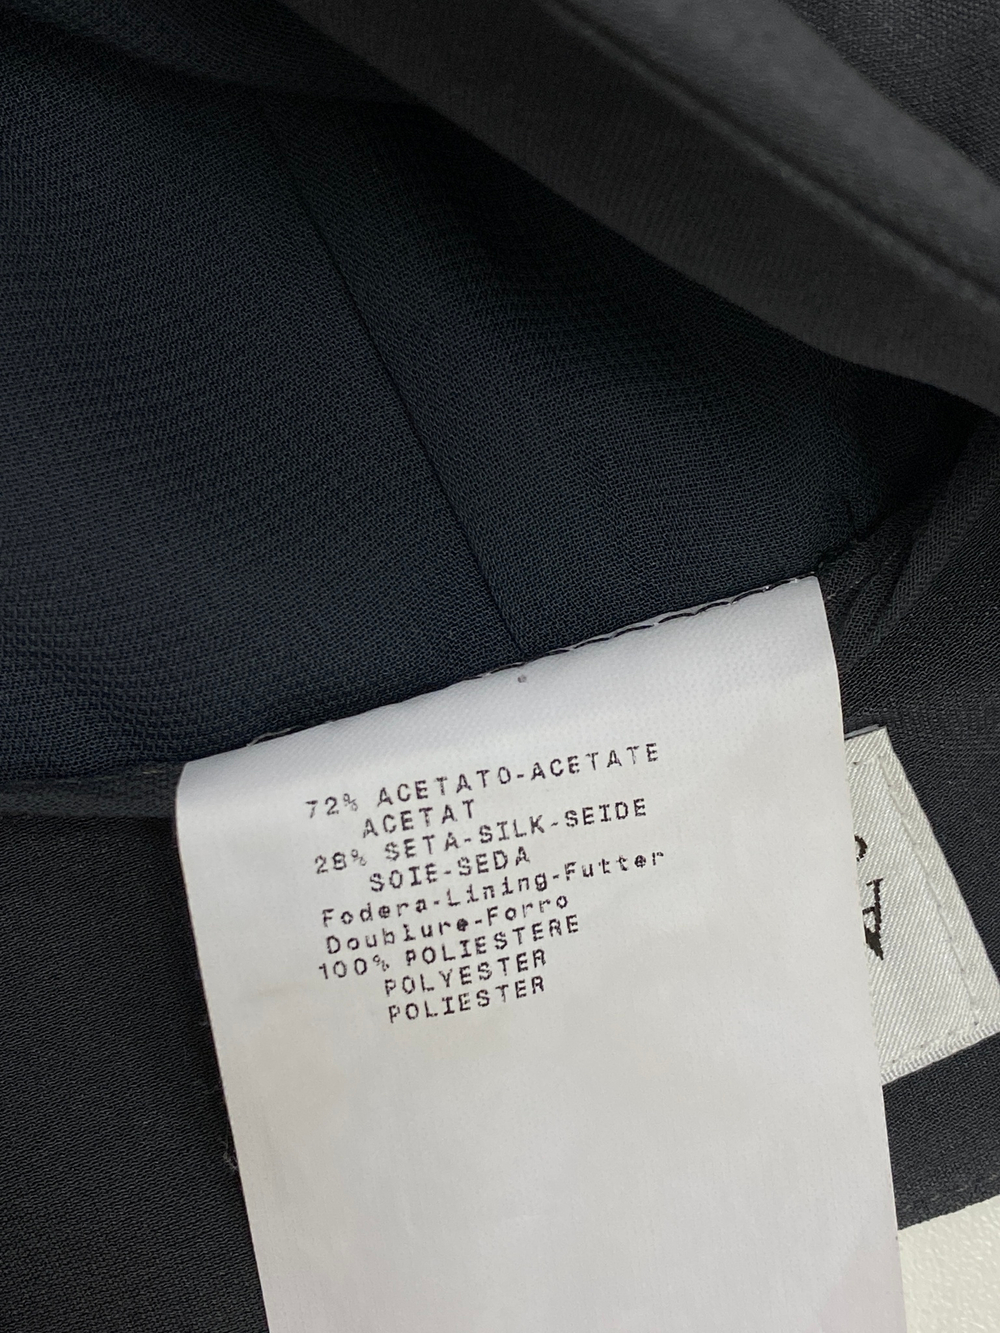 72% ACETATO-ACETATE
ACETAT
28% SETA-SILK-SEIDE
SOIE-SEDA
Fodera-Lining-Futter
Doublure-Forro
100% POLIESTERE
POLYESTER
POLIESTER